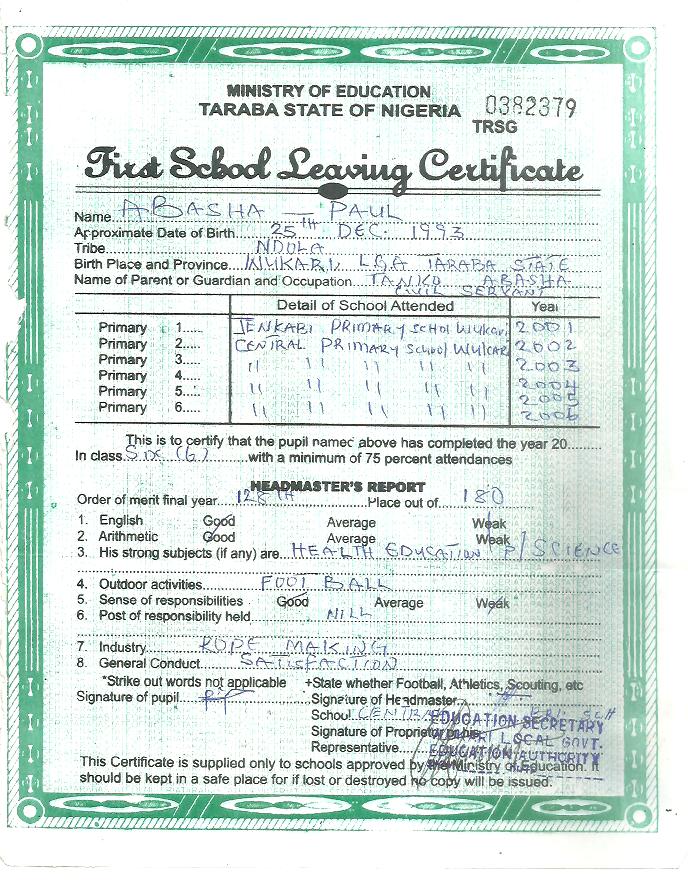 MINISTRY OF EDUCATION
TARABA STATE OF NIGERIA 0382379
TRSG
First School Leaving Certificate
Name ABASHA — PAUL
Approximate Date of Birth 25TH DEC. 1993
Tribe NDOLA
Birth Place and Province WUKARI, LGA TARABA STATE
Name of Parent or Guardian and Occupation TANKO ABASHA
CIVIL SERVANT
Detail of School Attended Year
Primary 1..... PRIMARY SCHOL WUKARI 2001
Primary 2..... CENTRAL PRIMARY SCHOOL WUKARI 2002
Primary 3..... " " " " " 2003
Primary 4..... " " " " " 2004
Primary 5..... " " " " " 2005
Primary 6..... " " " " " 2006
This is to certify that the pupil named above has completed the year 20.........
In class SIX (6) with a minimum of 75 percent attendances
HEADMASTER'S REPORT
Order of merit final year 128TH Place out of 180
1. English Good Average Weak
2. Arithmetic Good Average Weak
3. His strong subjects (if any) are HEALTH EDUCATION P/SCIENCE
4. Outdoor activities FOOT BALL
5. Sense of responsibilities Good Average Weak
6. Post of responsibility held NILL
7. Industry ROPE MAKING
8. General Conduct SATISFACTION
*Strike out words not applicable +State whether Football, Athletics, Scouting, etc
Signature of pupil Signature of Headmaster
School CENTRAL PRI. SCH
EDUCATION SECRETARY
Signature of Proprietor
WUKARI LOCAL GOVT.
Representative
EDUCATION AUTHORITY
This Certificate is supplied only to schools approved by the Ministry of Education. It
should be kept in a safe place for if lost or destroyed no copy will be issued.